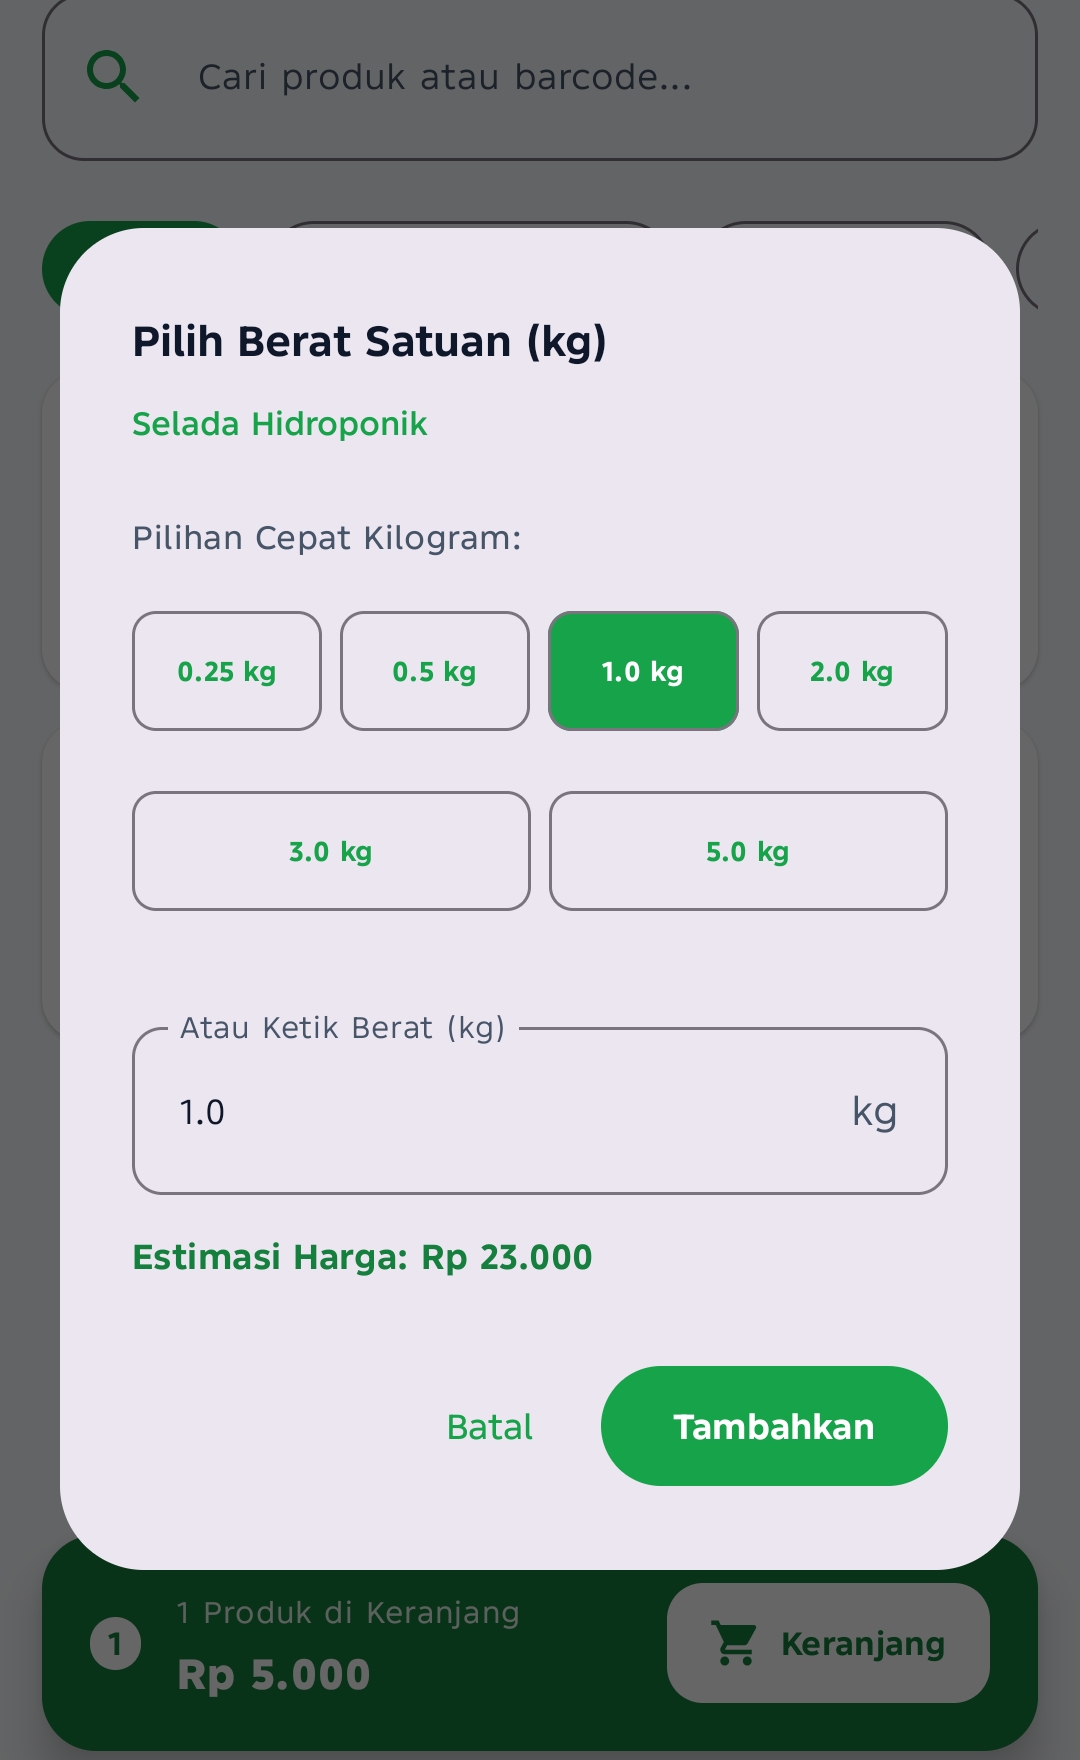 Cari produk atau barcode...
Pilih Berat Satuan (kg)
Selada Hidroponik
Pilihan Cepat Kilogram:
0.25 kg
0.5 kg
1.0 kg
2.0 kg
3.0 kg
5.0 kg
Atau Ketik Berat (kg)
1.0
kg
Estimasi Harga: Rp 23.000
Batal
Tambahkan
1
1 Produk di Keranjang
Rp 5.000
Keranjang